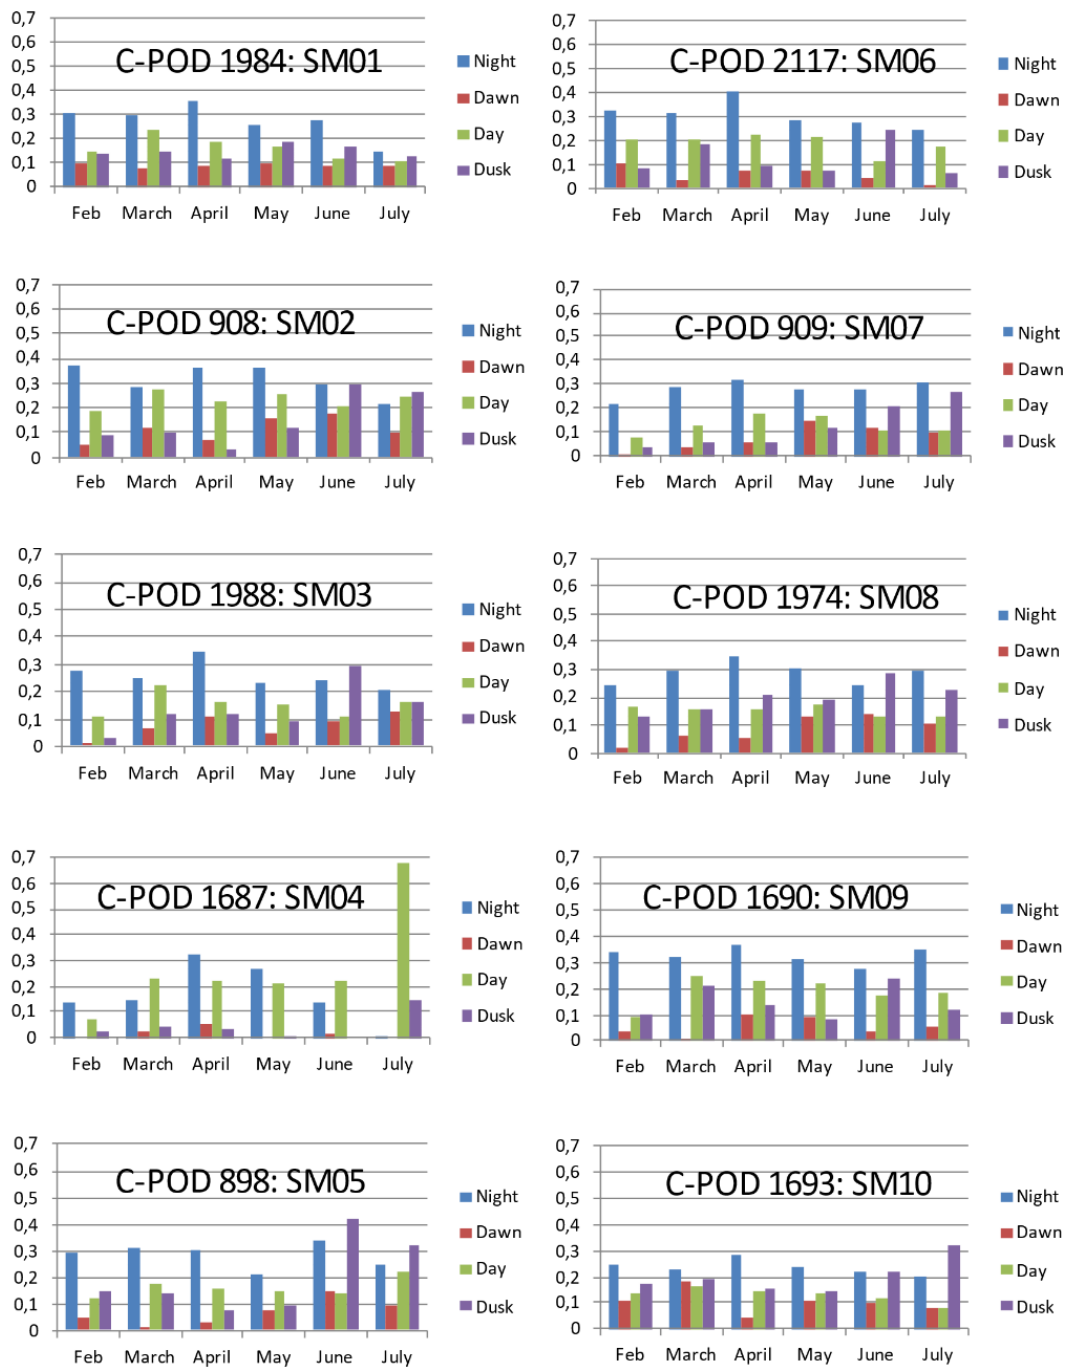 0,7
0,6
0,5
0,4
0,3
0,2
0,1
0
C-POD 1984: SM01
Night
Dawn
Day
Dusk
Feb March April May June July
0,7
0,6
0,5
0,4
0,3
0,2
0,1
0
C-POD 2117: SM06
Night
Dawn
Day
Dusk
Feb March April May June July
0,7
0,6
0,5
0,4
0,3
0,2
0,1
0
C-POD 908: SM02
Night
Dawn
Day
Dusk
Feb March April May June July
0,7
0,6
0,5
0,4
0,3
0,2
0,1
0
C-POD 909: SM07
Night
Dawn
Day
Dusk
Feb March April May June July
0,7
0,6
0,5
0,4
0,3
0,2
0,1
0
C-POD 1988: SM03
Night
Dawn
Day
Dusk
Feb March April May June July
0,7
0,6
0,5
0,4
0,3
0,2
0,1
0
C-POD 1974: SM08
Night
Dawn
Day
Dusk
Feb March April May June July
0,7
0,6
0,5
0,4
0,3
0,2
0,1
0
C-POD 1687: SM04
Night
Dawn
Day
Dusk
Feb March April May June July
0,7
0,6
0,5
0,4
0,3
0,2
0,1
0
C-POD 1690: SM09
Night
Dawn
Day
Dusk
Feb March April May June July
0,7
0,6
0,5
0,4
0,3
0,2
0,1
0
C-POD 898: SM05
Night
Dawn
Day
Dusk
Feb March April May June July
0,7
0,6
0,5
0,4
0,3
0,2
0,1
0
C-POD 1693: SM10
Night
Dawn
Day
Dusk
Feb March April May June July